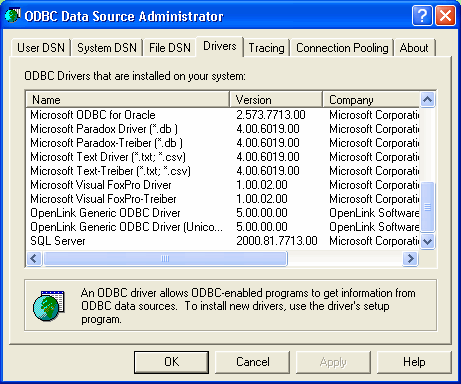 ODBC Data Source Administrator
User DSN System DSN File DSN Drivers Tracing Connection Pooling About
ODBC Drivers that are installed on your system:
Name Version Company
Microsoft ODBC for Oracle 2.573.7713.00 Microsoft Corporati
Microsoft Paradox Driver (*.db ) 4.00.6019.00 Microsoft Corporati
Microsoft Paradox-Treiber (*.db ) 4.00.6019.00 Microsoft Corporati
Microsoft Text Driver (*.txt; *.csv) 4.00.6019.00 Microsoft Corporati
Microsoft Text-Treiber (*.txt; *.csv) 4.00.6019.00 Microsoft Corporati
Microsoft Visual FoxPro Driver 1.00.02.00 Microsoft Corporati
Microsoft Visual FoxPro-Treiber 1.00.02.00 Microsoft Corporati
OpenLink Generic ODBC Driver 5.00.00.00 OpenLink Software
OpenLink Generic ODBC Driver (Unico... 5.00.00.00 OpenLink Software
SQL Server 2000.81.7713.00 Microsoft Corporati
An ODBC driver allows ODBC-enabled programs to get information from
ODBC data sources. To install new drivers, use the driver's setup
program.
OK Cancel Apply Help